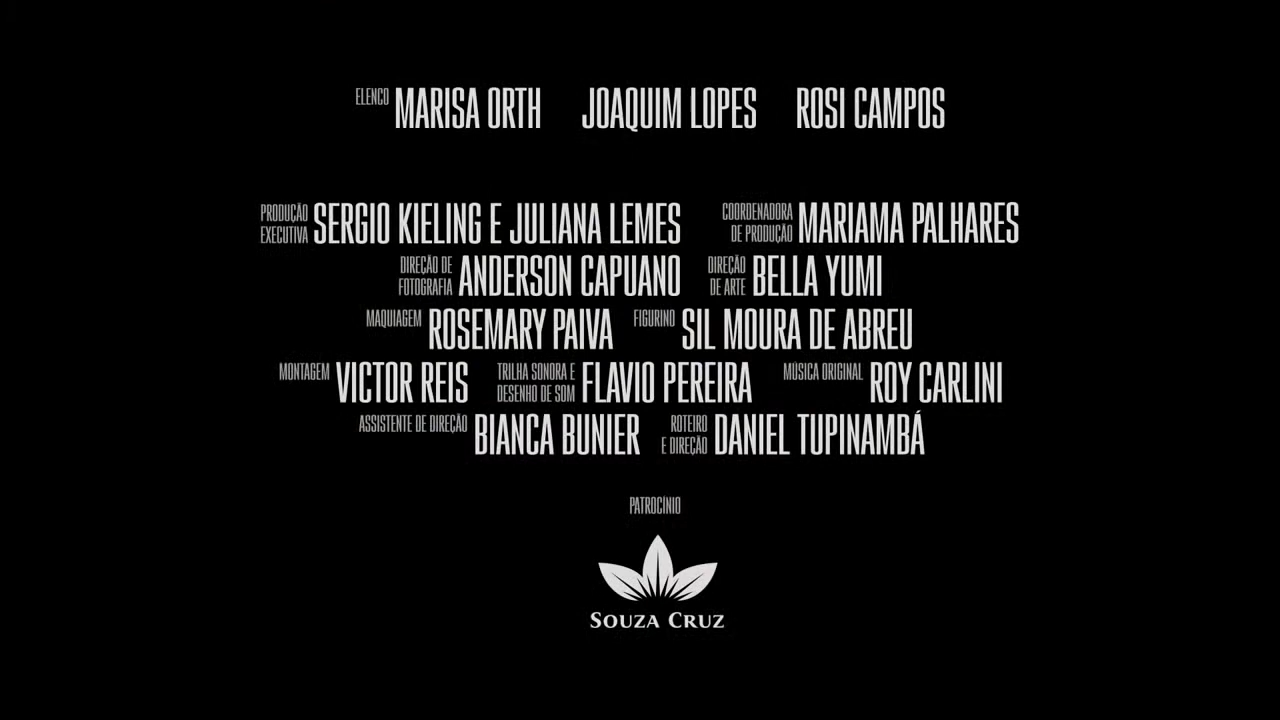 ELENCO MARISA ORTH JOAQUIM LOPES ROSI CAMPOS
PRODUÇÃO EXECUTIVA SERGIO KIELING E JULIANA LEMES COORDENADORA DE PRODUÇÃO MARIAMA PALHARES
DIREÇÃO DE FOTOGRAFIA ANDERSON CAPUANO DIREÇÃO DE ARTE BELLA YUMI
MAQUIAGEM ROSEMARY PAIVA FIGURINO SIL MOURA DE ABREU
MONTAGEM VICTOR REIS TRILHA SONORA E DESENHO DE SOM FLAVIO PEREIRA MÚSICA ORIGINAL ROY CARLINI
ASSISTENTE DE DIREÇÃO BIANCA BUNIER ROTEIRO E DIREÇÃO DANIEL TUPINAMBÁ
PATROCÍNIO
SOUZA CRUZ